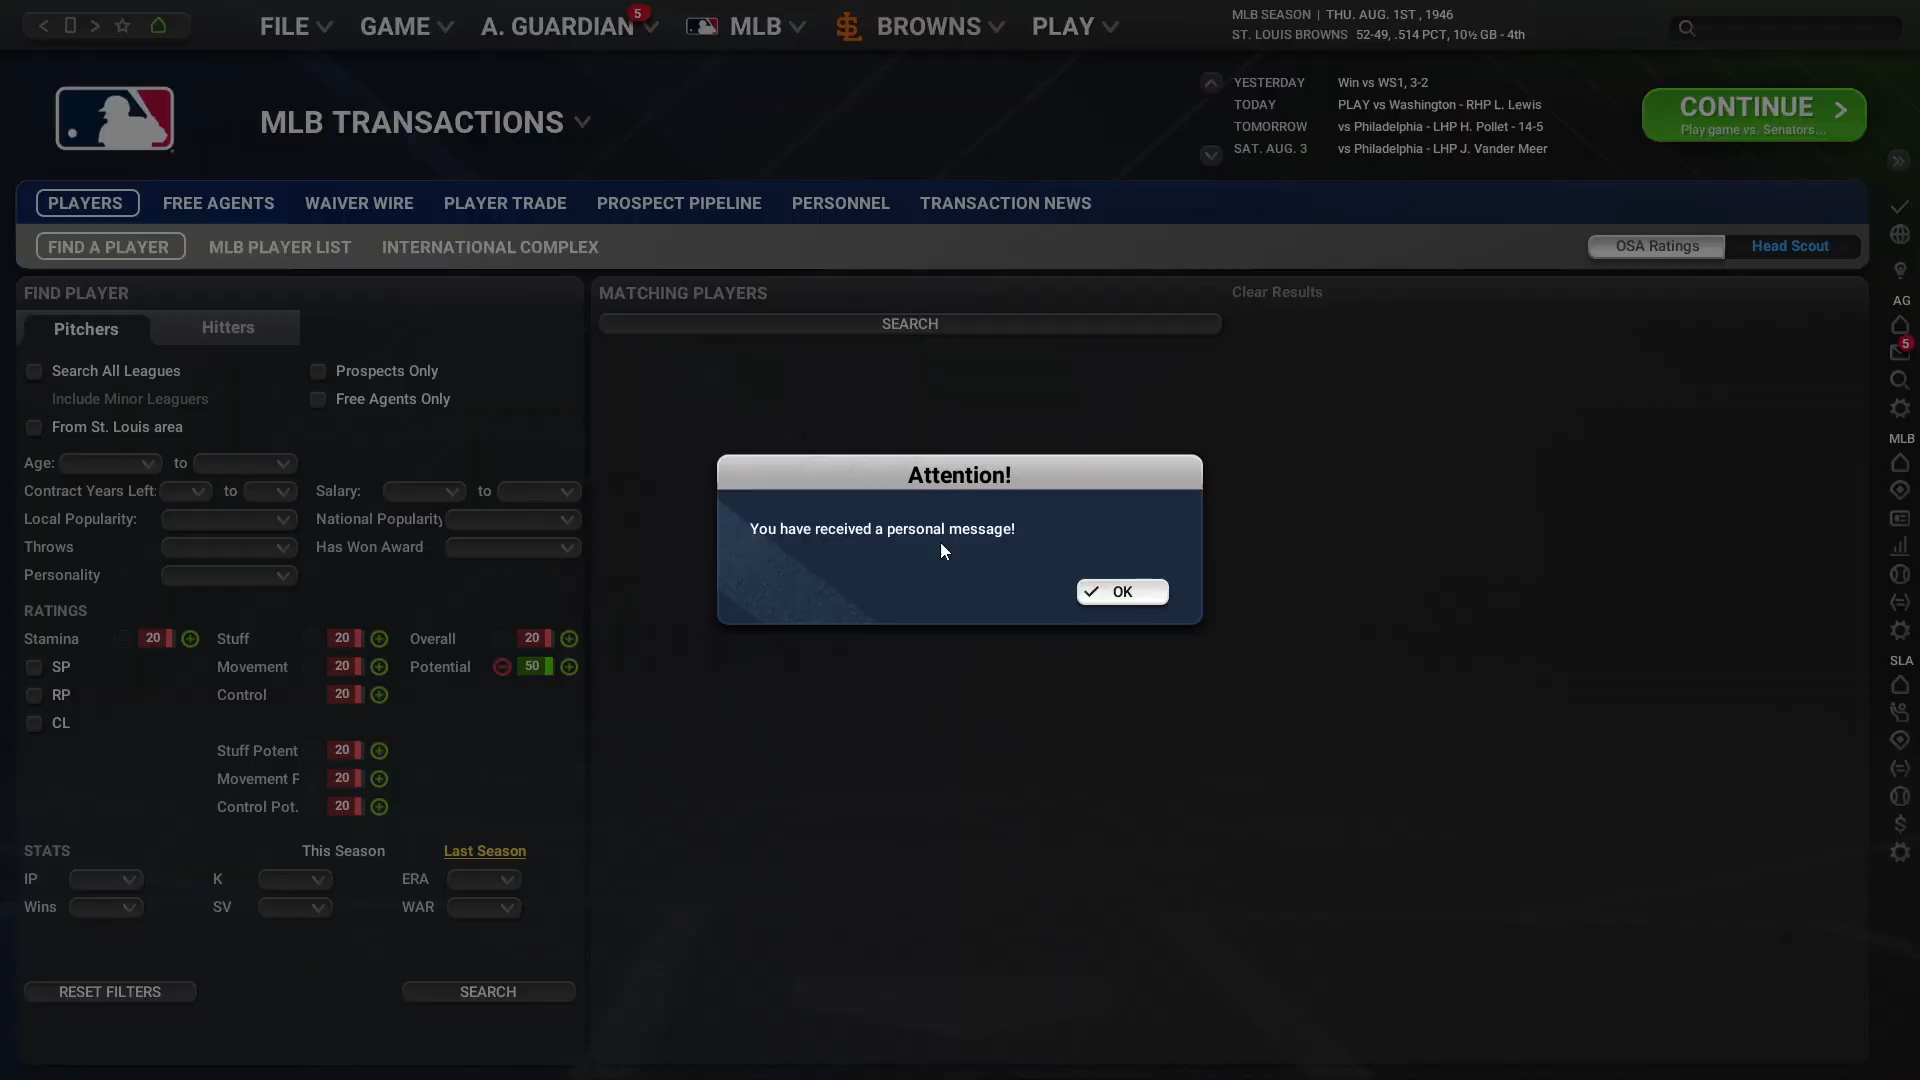 FILE GAME A. GUARDIAN 5 MLB BROWNS PLAY
MLB SEASON | THU. AUG. 1ST , 1946
ST. LOUIS BROWNS 52-49, .514 PCT, 10½ GB - 4th
MLB TRANSACTIONS
YESTERDAY Win vs WS1, 3-2
TODAY PLAY vs Washington - RHP L. Lewis
TOMORROW vs Philadelphia - LHP H. Pollet - 14-5
SAT. AUG. 3 vs Philadelphia - LHP J. Vander Meer
CONTINUE
Play game vs. Senators...
PLAYERS FREE AGENTS WAIVER WIRE PLAYER TRADE PROSPECT PIPELINE PERSONNEL TRANSACTION NEWS
FIND A PLAYER MLB PLAYER LIST INTERNATIONAL COMPLEX OSA Ratings Head Scout
FIND PLAYER
Pitchers Hitters
Search All Leagues Prospects Only
Include Minor Leaguers Free Agents Only
From St. Louis area
Age: to
Contract Years Left: to Salary: to
Local Popularity: National Popularity
Throws Has Won Award
Personality
RATINGS
Stamina 20 Stuff 20 Overall 20
SP Movement 20 Potential 50
RP Control 20
CL
Stuff Potent 20
Movement P 20
Control Pot. 20
STATS This Season Last Season
IP K ERA
Wins SV WAR
RESET FILTERS SEARCH
MATCHING PLAYERS Clear Results
SEARCH
Attention!
You have received a personal message!
OK
AG
5
MLB
SLA